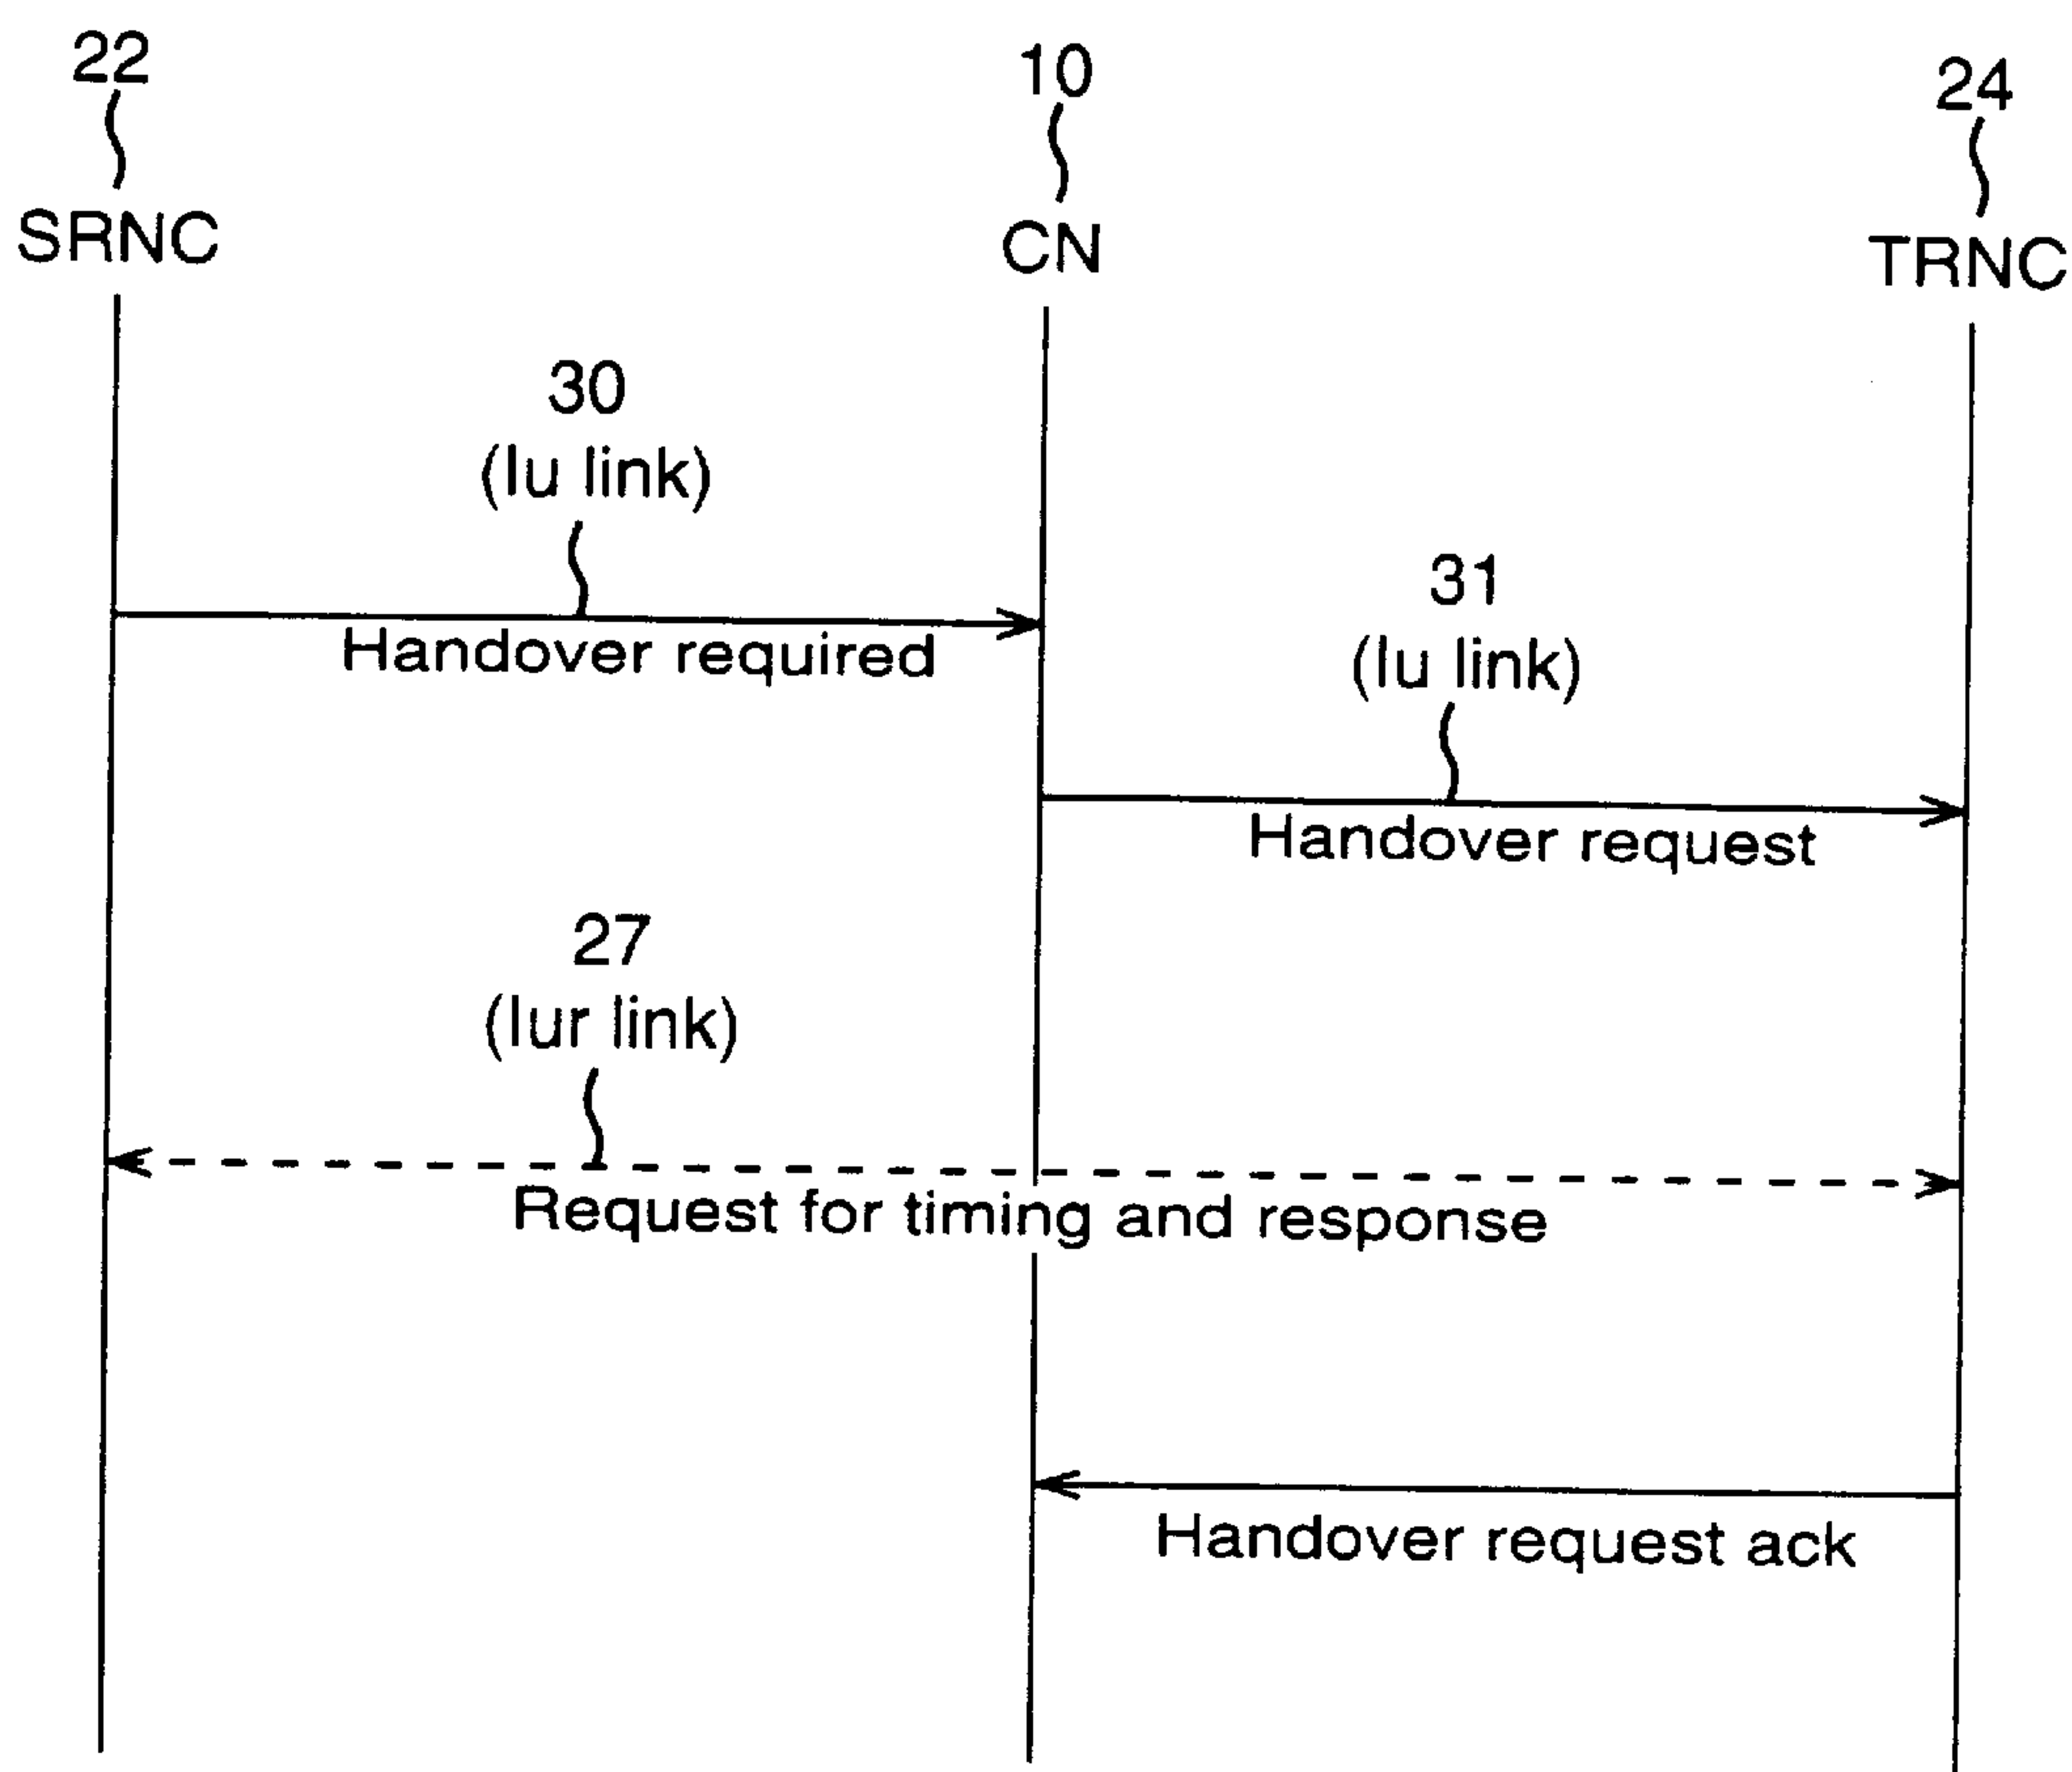 22
10
24
SRNC
CN
TRNC
30
(Iu link)
Handover required
31
(Iu link)
Handover request
27
(Iur link)
Request for timing and response
Handover request ack